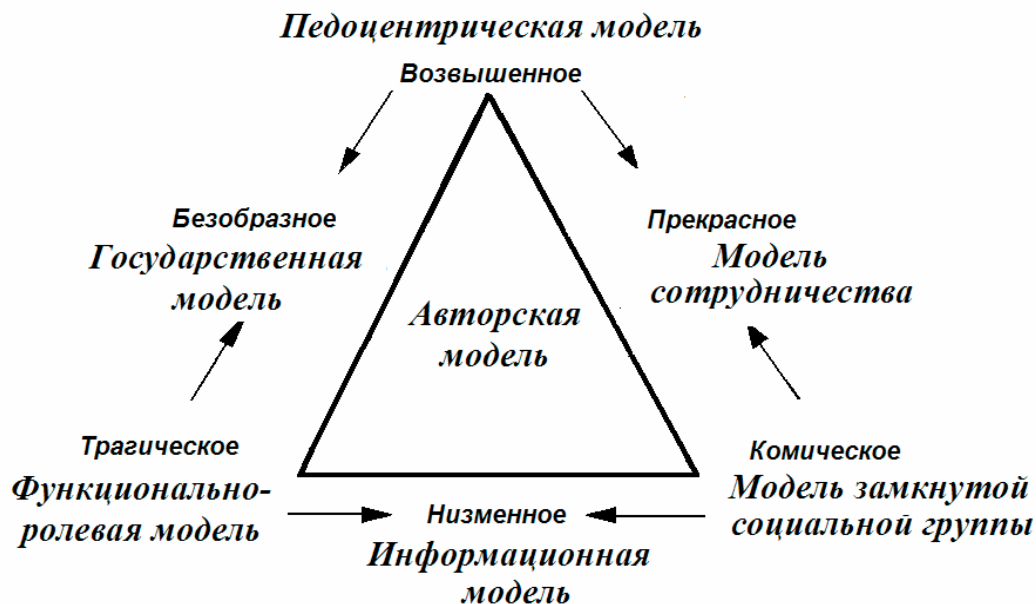 Педоцентрическая модель
Возвышенное
Безобразное
Государственная
модель
Прекрасное
Модель
сотрудничества
Авторская
модель
Трагическое
Функционально-
ролевая модель
Низменное
Информационная
модель
Комическое
Модель замкнутой
социальной группы